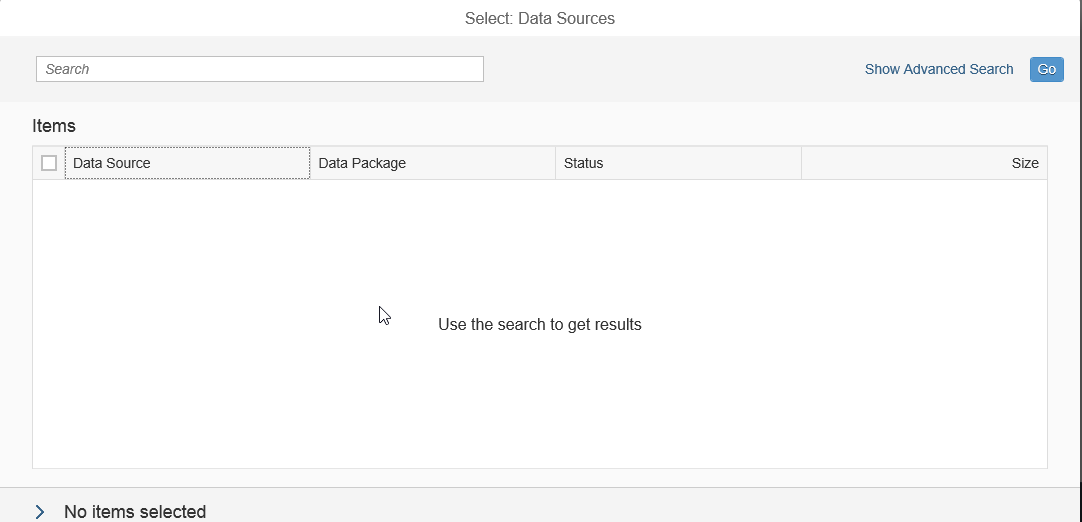 Select: Data Sources
Search
Show Advanced Search
Go
Items
Data Source
Data Package
Status
Size
Use the search to get results
No items selected